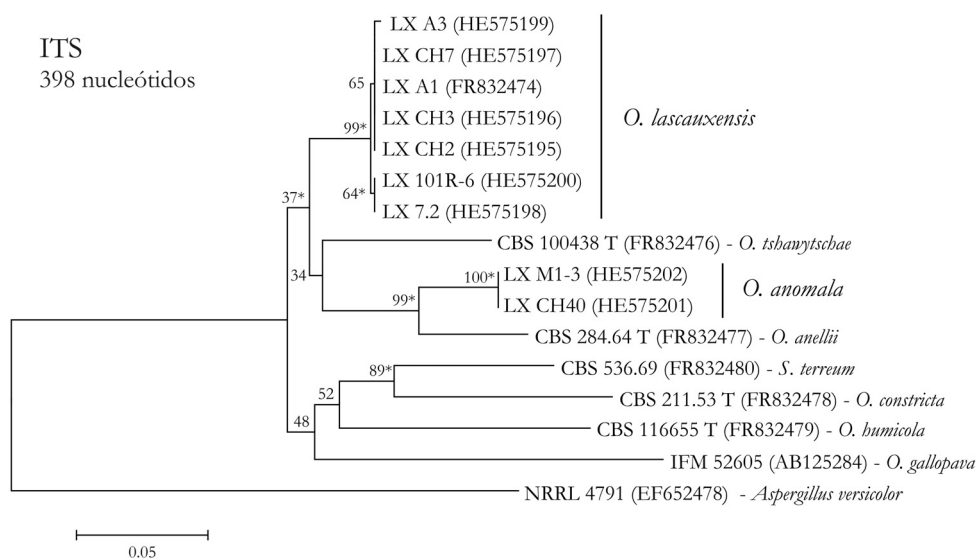 ITS
398 nucleótidos
LX A3 (HE575199)
LX CH7 (HE575197)
65
LX A1 (FR832474)
LX CH3 (HE575196)
O. lascauxensis
99*
LX CH2 (HE575195)
LX 101R-6 (HE575200)
64*
37*
LX 7.2 (HE575198)
CBS 100438 T (FR832476) - O. tshawytschae
34
100*
LX M1-3 (HE575202)
O. anomala
99*
LX CH40 (HE575201)
CBS 284.64 T (FR832477) - O. anellii
89*
CBS 536.69 (FR832480) - S. terreum
52
CBS 211.53 T (FR832478) - O. constricta
48
CBS 116655 T (FR832479) - O. humicola
IFM 52605 (AB125284) - O. gallopava
NRRL 4791 (EF652478) - Aspergillus versicolor
0.05